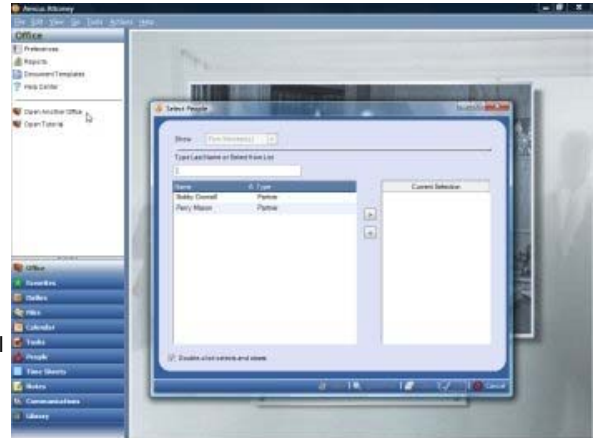 Amicus Attorney
File Edit View Go Tools Actions Help
Office
Preferences
Reports
Document Templates
Help Center
Open Another Office
Open Tutorial
Select People
Show Firm Member(s)
Type Last Name or Select from List
Name Type Current Selection
Bobby Donnell Partner
Perry Mason Partner
Double-click selects and closes
Cancel
Office
Favorites
Dailies
Files
Calendar
Tasks
People
Time Sheets
Notes
Communications
Library